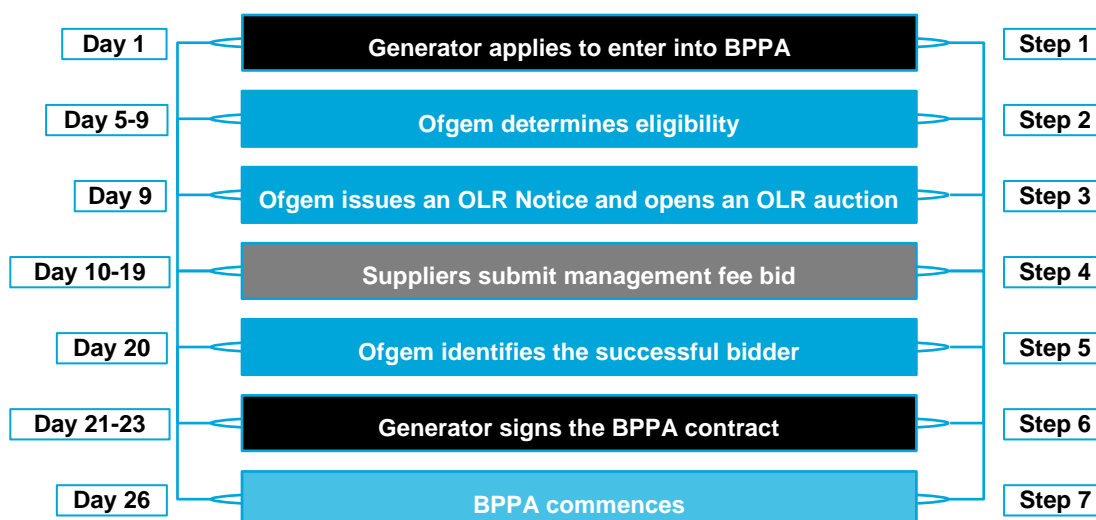 Day 1
Generator applies to enter into BPPA
Step 1
Day 5-9
Ofgem determines eligibility
Step 2
Day 9
Ofgem issues an OLR Notice and opens an OLR auction
Step 3
Day 10-19
Suppliers submit management fee bid
Step 4
Day 20
Ofgem identifies the successful bidder
Step 5
Day 21-23
Generator signs the BPPA contract
Step 6
Day 26
BPPA commences
Step 7